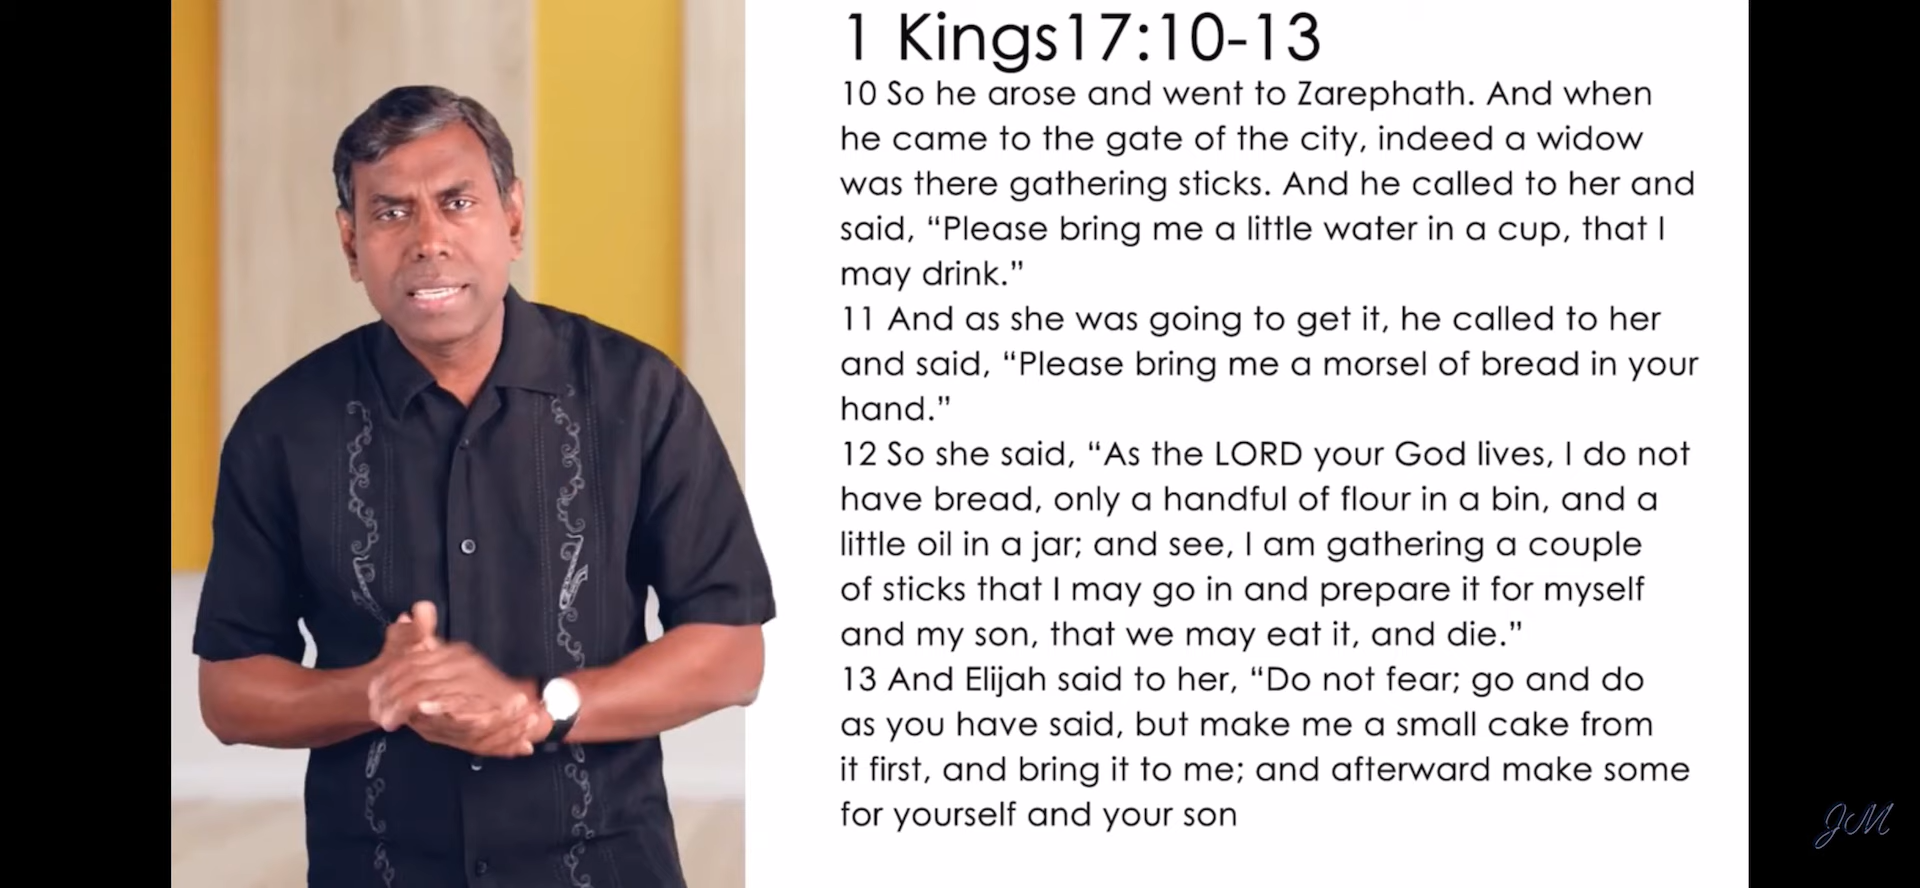 1 Kings17:10-13
10 So he arose and went to Zarephath. And when
he came to the gate of the city, indeed a widow
was there gathering sticks. And he called to her and
said, “Please bring me a little water in a cup, that I
may drink.”
11 And as she was going to get it, he called to her
and said, “Please bring me a morsel of bread in your
hand.”
12 So she said, “As the LORD your God lives, I do not
have bread, only a handful of flour in a bin, and a
little oil in a jar; and see, I am gathering a couple
of sticks that I may go in and prepare it for myself
and my son, that we may eat it, and die.”
13 And Elijah said to her, “Do not fear; go and do
as you have said, but make me a small cake from
it first, and bring it to me; and afterward make some
for yourself and your son
JM